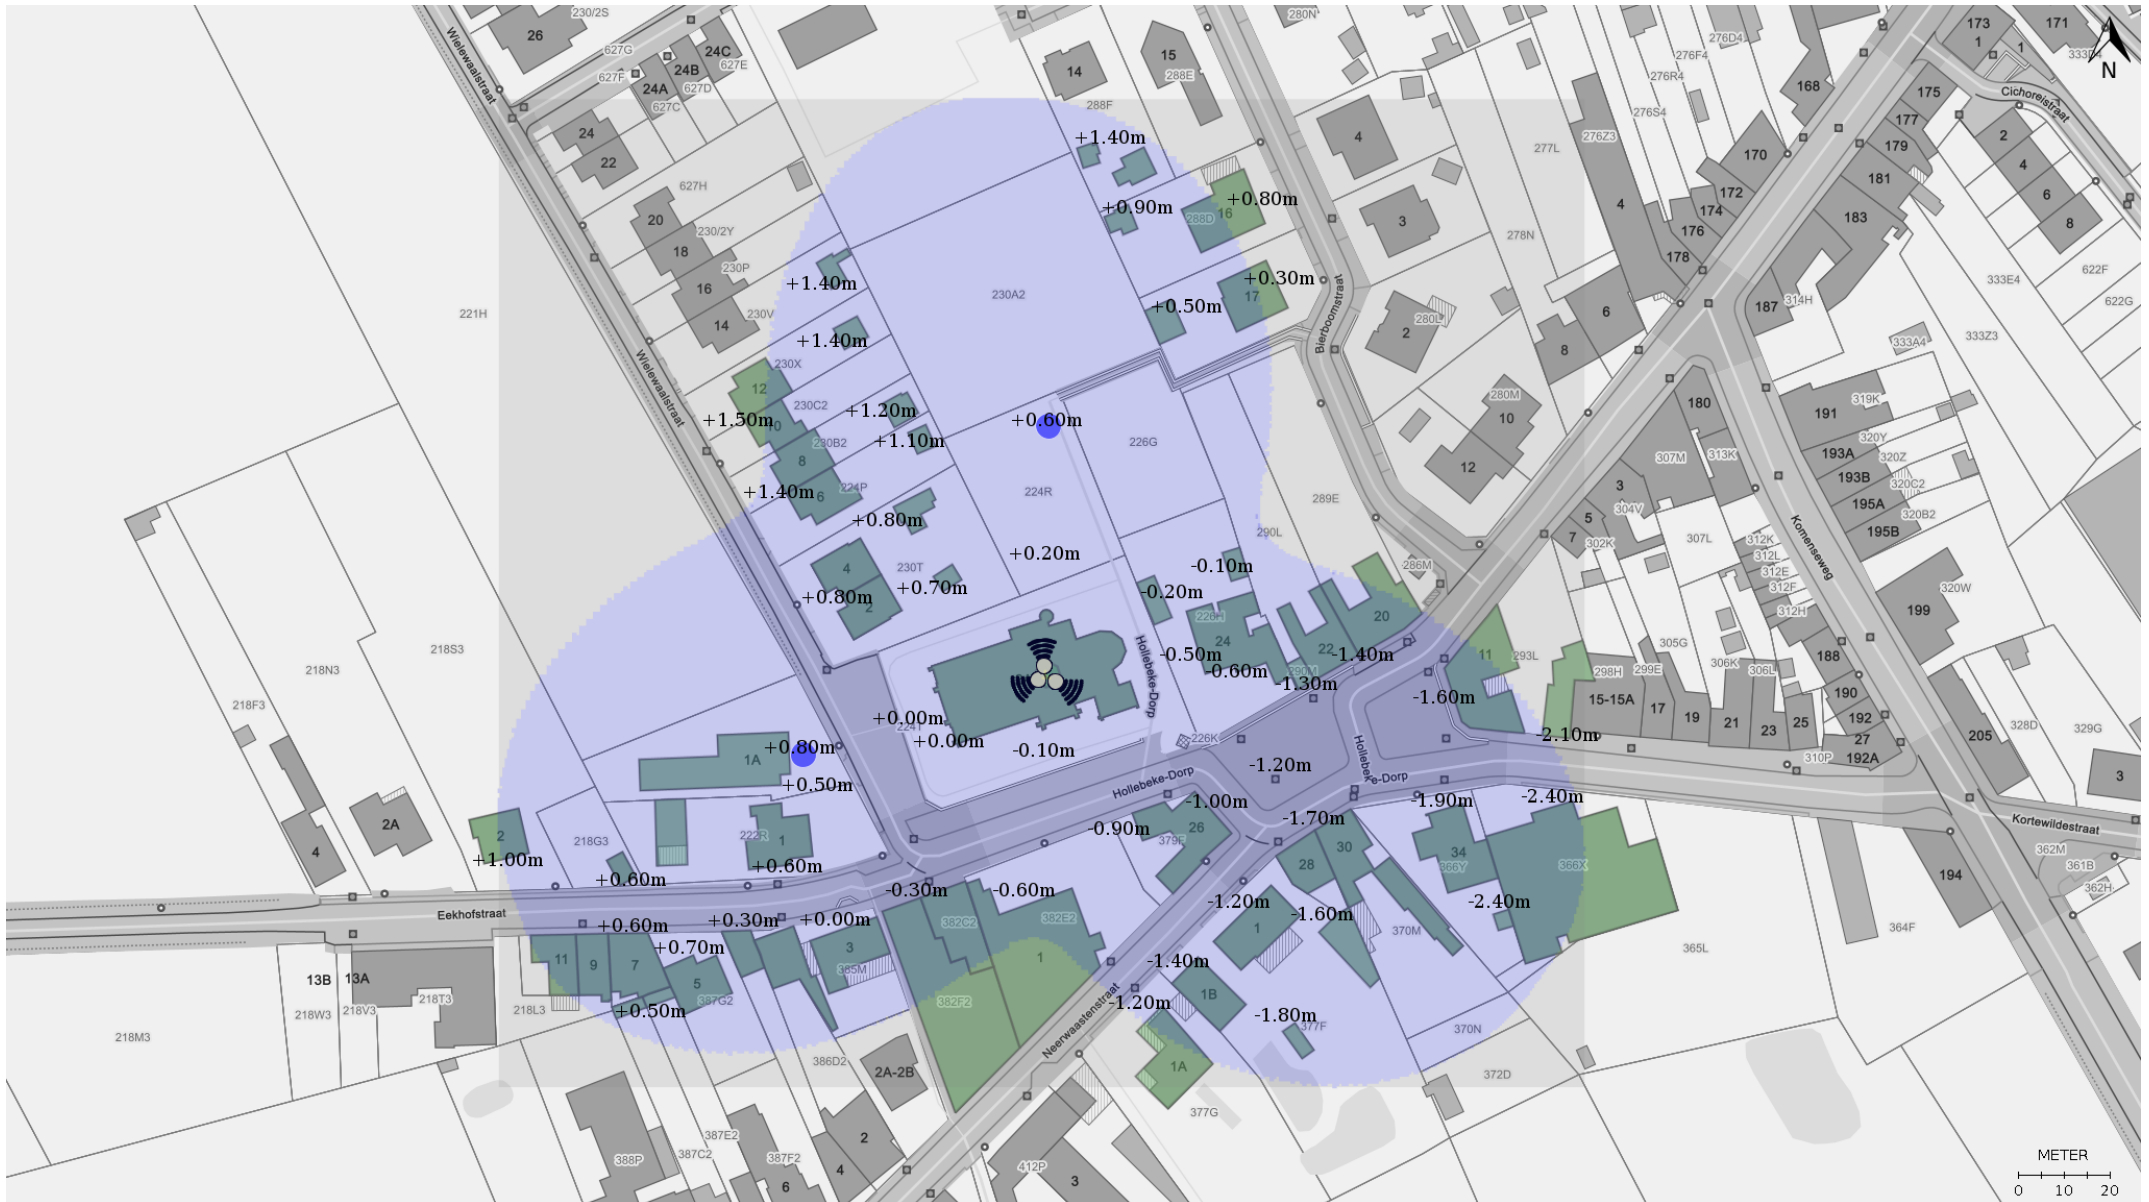 230/2S
280N
173
171
26
24C
627G
627E
15
276D4
1
1
333D4
N
Wielewaalstraat
24B
627F
24A
627D
14
288E
276F4
276R4
168
175
Cichoreistraat
627C
288F
276S4
177
2
24
22
+1.40m
4
276Z3
277L
170
179
4
627H
181
6
20
230/2Y
+0.90m
288D
16
+0.80m
3
4
172
174
183
8
18
278N
176
230P
178
622F
16
+1.40m
230A2
+0.50m
17
+0.30m
333E4
622G
221H
230V
14
Bierboomstraat
280L
2
6
314H
187
+1.40m
8
333A4
333Z3
Wielewaalstraat
230X
12
280M
180
319K
+1.50m
10
230C2
+1.20m
+0.60m
10
191
230B2
+1.10m
226G
313K
320Y
8
12
307M
193A
320Z
+1.40m
6
224P
224R
289E
3
193B
320C2
+0.80m
304V
195A
320B2
5
290L
7
302K
307L
312K
195B
+0.20m
-0.10m
286M
312L
Komenseweg
4
230T
+0.70m
-0.20m
312E
312F
320W
+0.80m
2
226H
20
312H
199
24
22
11
293L
305G
218N3
218S3
Hollebeke-Dorp
-0.50m
-0.60m
-1.40m
306K
306L
188
298H
299E
218F3
290M
-1.30m
-1.60m
15-15A
190
+0.00m
224T
17
19
21
23
25
192
328D
329G
+0.00m
-0.10m
226K
-2.10m
27
192A
205
1A
+0.80m
Hollebeke-Dorp
-1.20m
Hollebek
e-Dorp
310P
3
+0.50m
-1.00m
-1.90m
-2.40m
2A
2
218G3
222R
1
-0.90m
26
-1.70m
Kortewildestraat
4
+1.00m
+0.60m
379F
28
30
34
366Y
366X
362M
361B
+0.60m
194
362H
-0.30m
-0.60m
Eekhofstraat
+0.60m
+0.30m
+0.00m
382C2
382E2
-1.20m
-1.60m
-2.40m
364F
3
1
370M
365L
11
9
7
+0.70m
1
13B
13A
385M
-1.40m
5
387G2
382F2
1B
218W3
218V3
218T3
218L3
+0.50m
-1.20m
-1.80m
377F
370N
218M3
Neerwaastenstraat
386D2
2A-2B
1A
372D
377G
388P
387E2
2
387C2
387F2
4
412P
METER
6
3
0 10 20